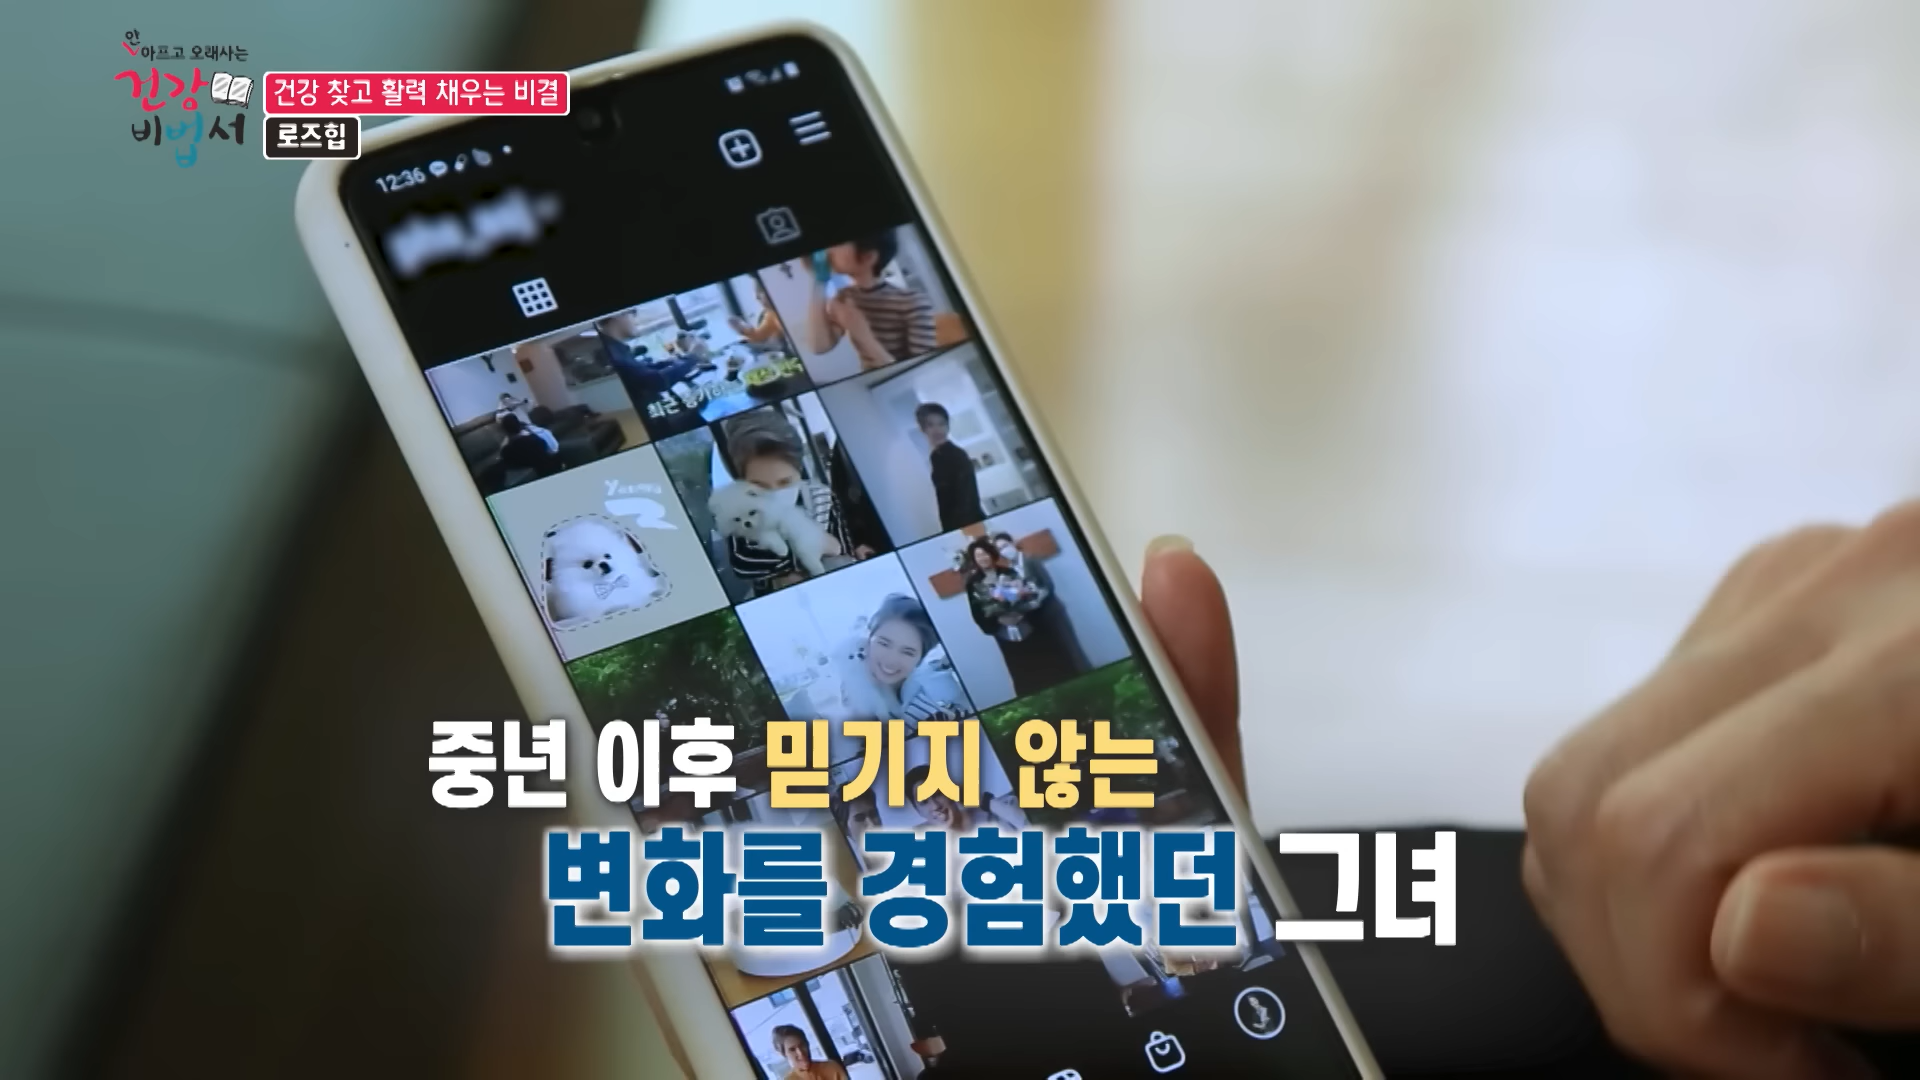 안
아프고 오래사는
건강
비법서
건강 찾고 활력 채우는 비결
로즈힙
12:36
최근
중년 이후 믿기지 않는
변화를 경험했던 그녀